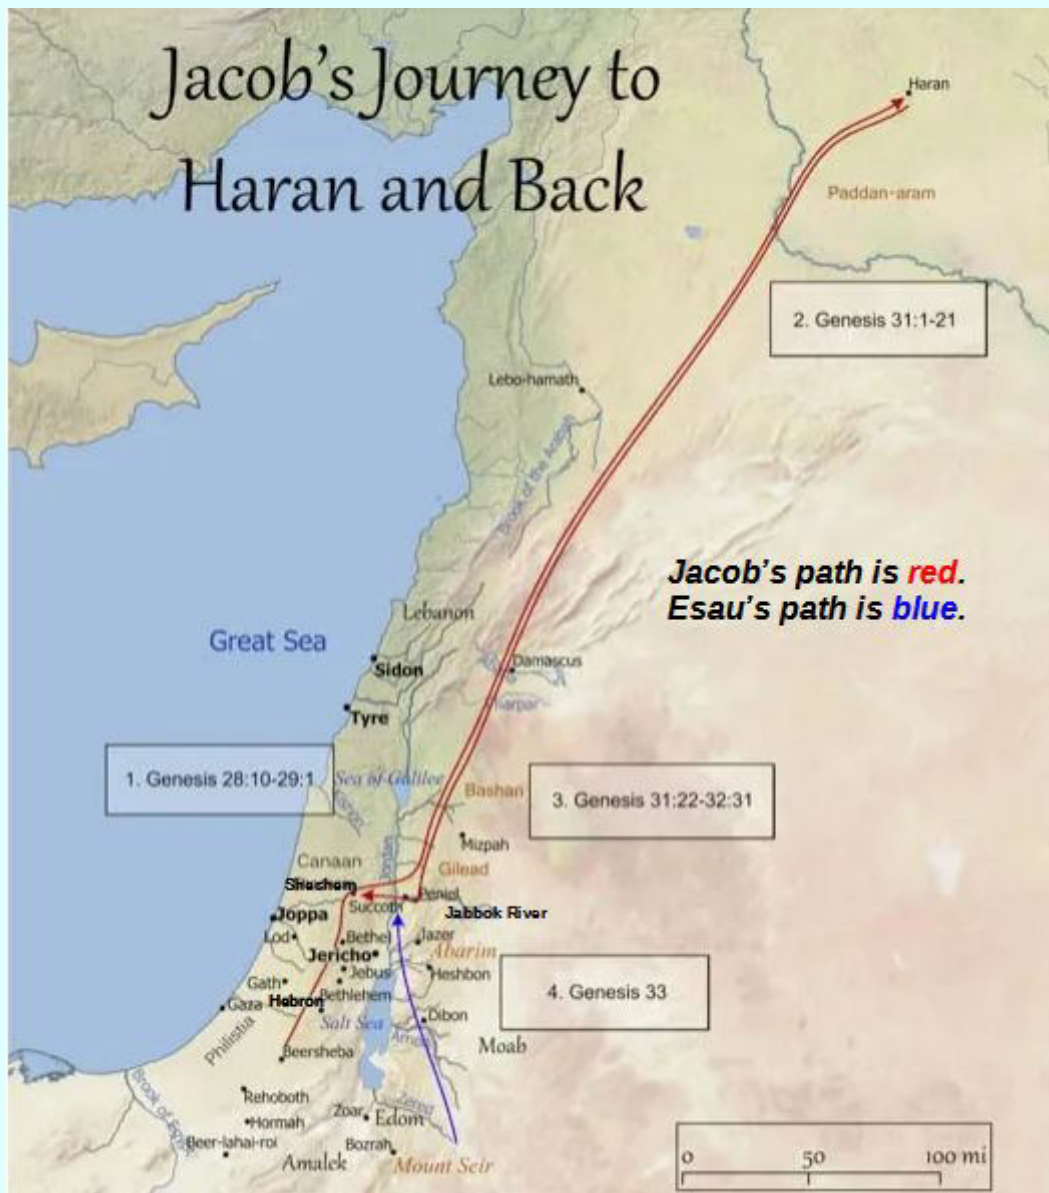 Jacob's Journey to
Haran and Back
Haran
Paddan-aram
2. Genesis 31:1-21
Lebo-hamath
Brook of the Arabah
Jacob's path is red.
Esau's path is blue.
Lebanon
Great Sea
Sidon
Damascus
Tyre
1. Genesis 28:10-29:1
Sea of Galilee
Bashan
3. Genesis 31:22-32:31
Kishon
Mizpah
Jordan
Canaan
Gilead
Shechem
Peniel
Succoth
Jabbok River
Joppa
Lod
Bethel
Jazer
Jericho
Abarim
Jebus
Heshbon
Gath
Bethlehem
4. Genesis 33
Hebron
Gaza
Salt Sea
Dibon
Philistia
Arnon
Moab
Beersheba
Rehoboth
Zered
Zoar
Edom
Hormah
Brook of Egypt
Beer-lahai-roi
Bozrah
Amalek
Mount Seir
0 50 100 mi